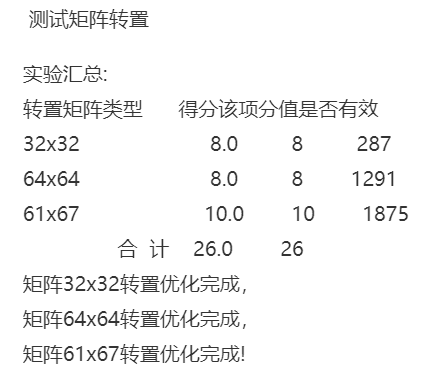 测试矩阵转置
实验汇总:
转置矩阵类型 得分该项分值是否有效
32x32 8.0 8 287
64x64 8.0 8 1291
61x67 10.0 10 1875
合 计 26.0 26
矩阵32x32转置优化完成，
矩阵64x64转置优化完成，
矩阵61x67转置优化完成!